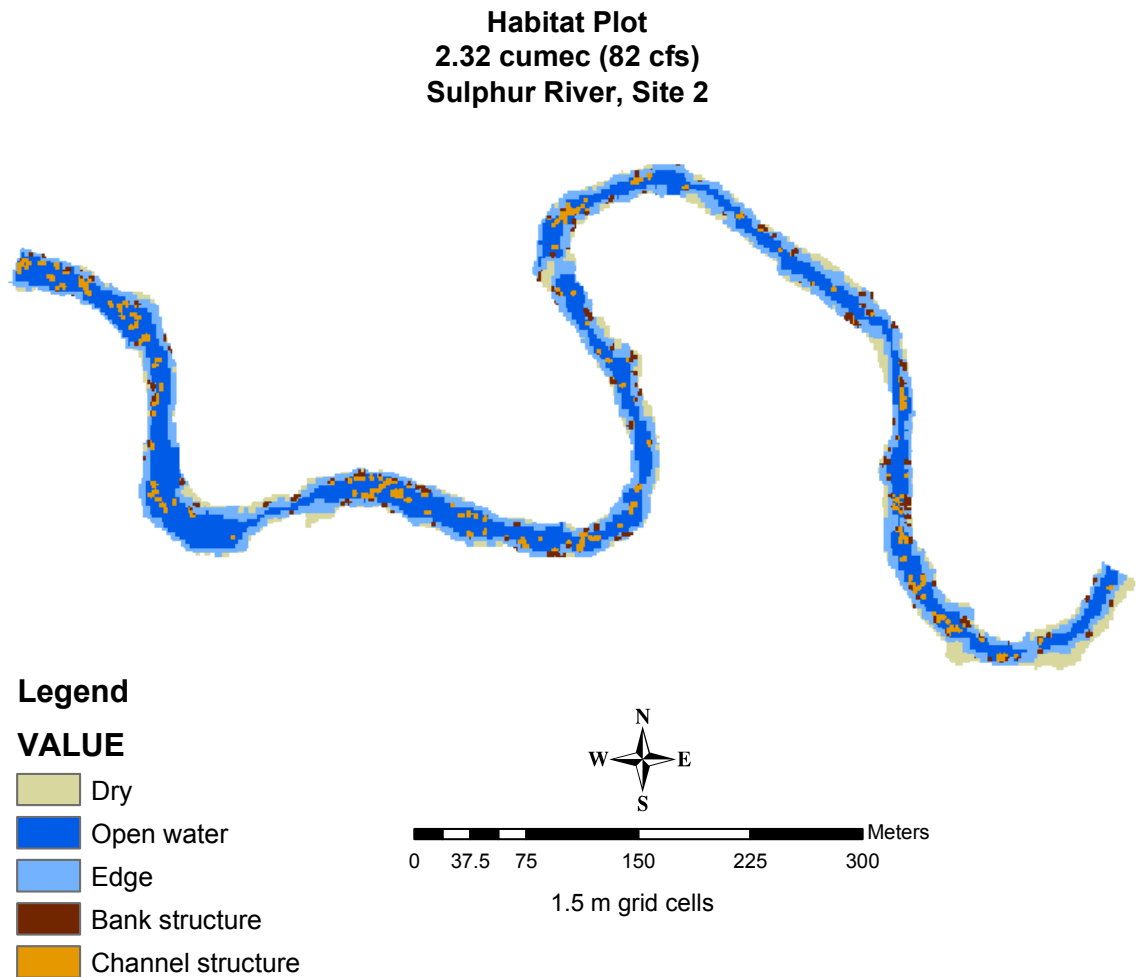 Habitat Plot
2.32 cumec (82 cfs)
Sulphur River, Site 2
Legend
VALUE
Dry
Open water
Edge
Bank structure
Channel structure
N
W E
S
Meters
0 37.5 75 150 225 300
1.5 m grid cells